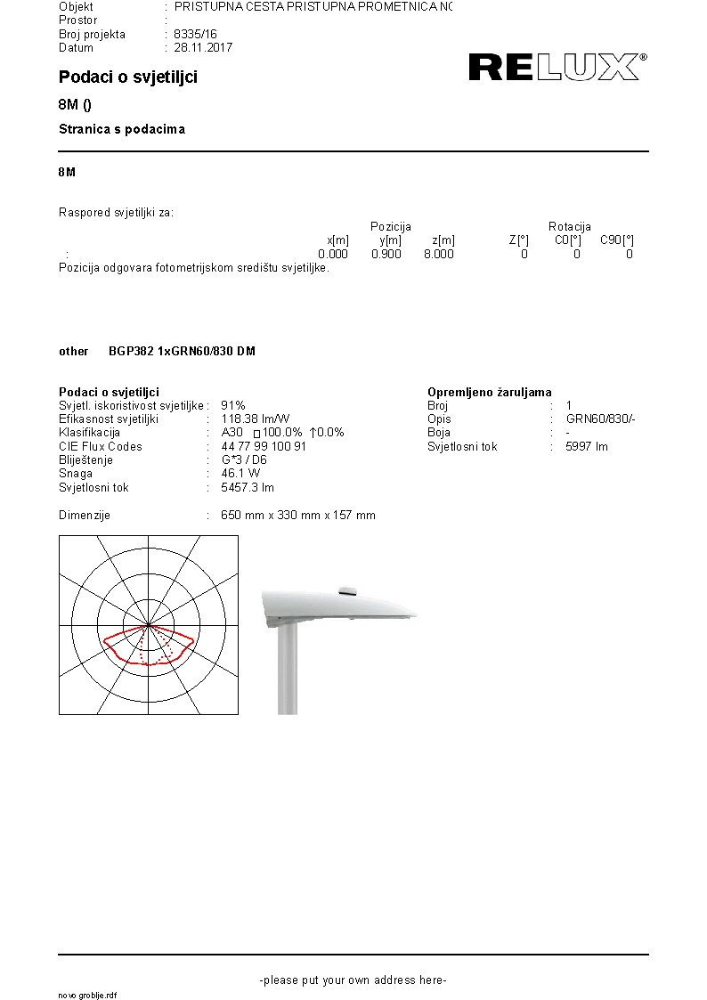 Objekt : PRISTUPNA CESTA PRISTUPNA PROMETNICA
Prostor :
Broj projekta : 8335/16
Datum : 28.11.2017
RELUX®
Podaci o svjetiljci
8M ()
Stranica s podacima
8M
Raspored svjetiljki za:
Pozicija Rotacija
x[m] y[m] z[m] Z[°] C0[°] C90[°]
: 0.000 0.900 8.000 0 0 0
Pozicija odgovara fotometrijskom središtu svjetiljke.
other BGP382 1xGRN60/830 DM
Podaci o svjetiljci Opremljeno žaruljama
Svjetl. iskoristivost svjetiljke : 91% Broj : 1
Efikasnost svjetiljki : 118.38 lm/W Opis : GRN60/830/-
Klasifikacija : A30 □100.0% ↑0.0% Boja : -
CIE Flux Codes : 44 77 99 100 91 Svjetlosni tok : 5997 lm
Bliještenje : G*3 / D6
Snaga : 46.1 W
Svjetlosni tok : 5457.3 lm
Dimenzije : 650 mm x 330 mm x 157 mm
-please put your own address here-
novo groblje.rdf